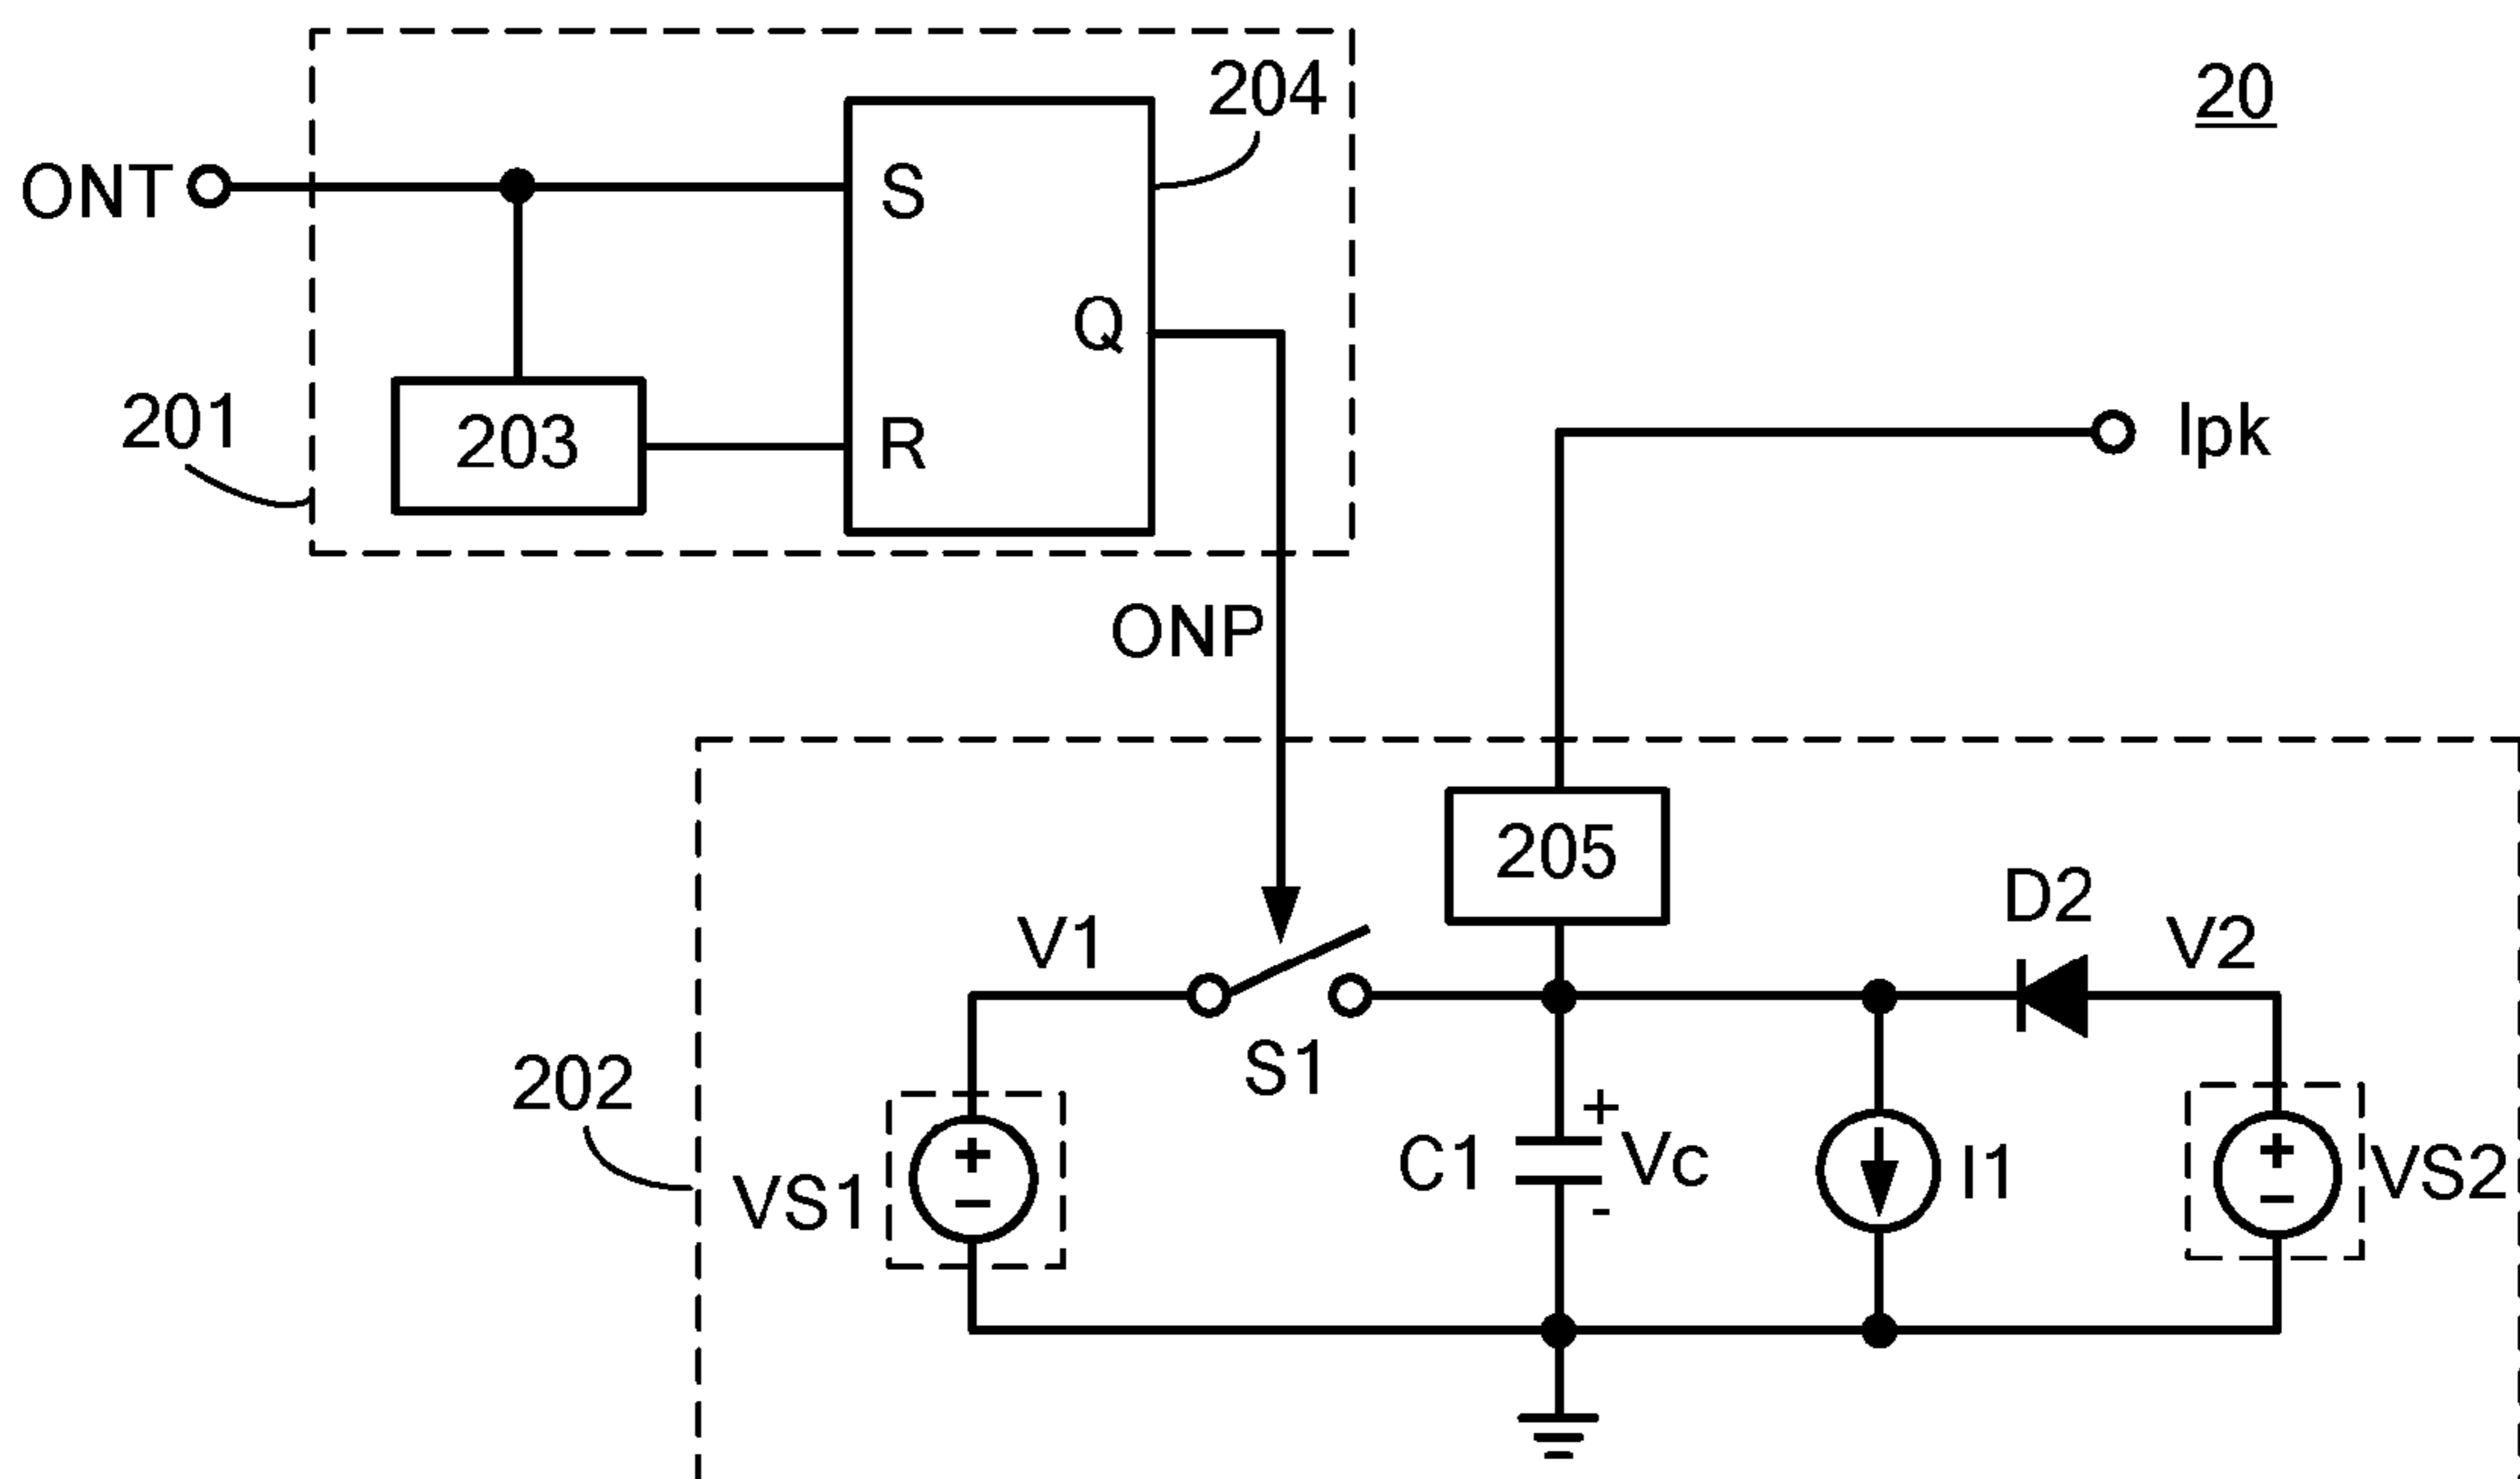 20
204
ONT
S
Q
201
203
R
Ipk
ONP
205
D2
V1
V2
S1
202
+
VS1
+
−
C1
Vc
-
I1
+
−
VS2